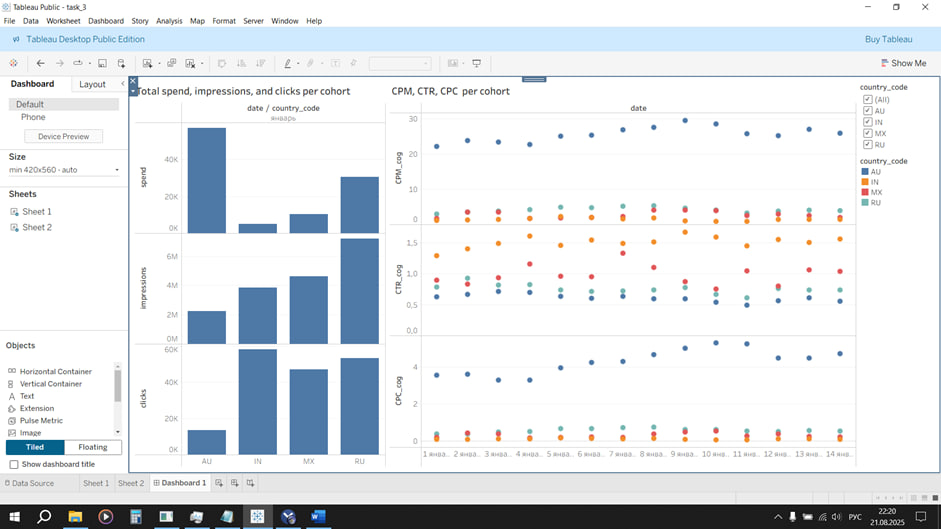 Tableau Public - task_3
File Data Worksheet Dashboard Story Analysis Map Format Server Window Help
Tableau Desktop Public Edition
Buy Tableau
Show Me
Dashboard Layout
Default
Phone
Device Preview
Size
min 420x560 - auto
Sheets
Sheet 1
Sheet 2
Objects
Horizontal Container
Vertical Container
Text
Extension
Pulse Metric
Image
Tiled Floating
Show dashboard title
Total spend, impressions, and clicks per cohort
date / country_code
январь
spend
40K
20K
0K
impressions
6M
4M
2M
0M
clicks
60K
40K
20K
0K
AU IN MX RU
CPM, CTR, CPC per cohort
date
CPM_cog
30
20
10
0
CTR_cog
1,5
1,0
0,5
0,0
CPC_cog
4
2
0
1 янва.. 2 янва.. 3 янва.. 4 янва.. 5 янва.. 6 янва.. 7 янва.. 8 янва.. 9 янва.. 10 янв.. 11 янв.. 12 янв.. 13 янв.. 14 янв..
country_code
(All)
AU
IN
MX
RU
country_code
AU
IN
MX
RU
Data Source Sheet 1 Sheet 2 Dashboard 1
РУС
22:20
21.08.2025